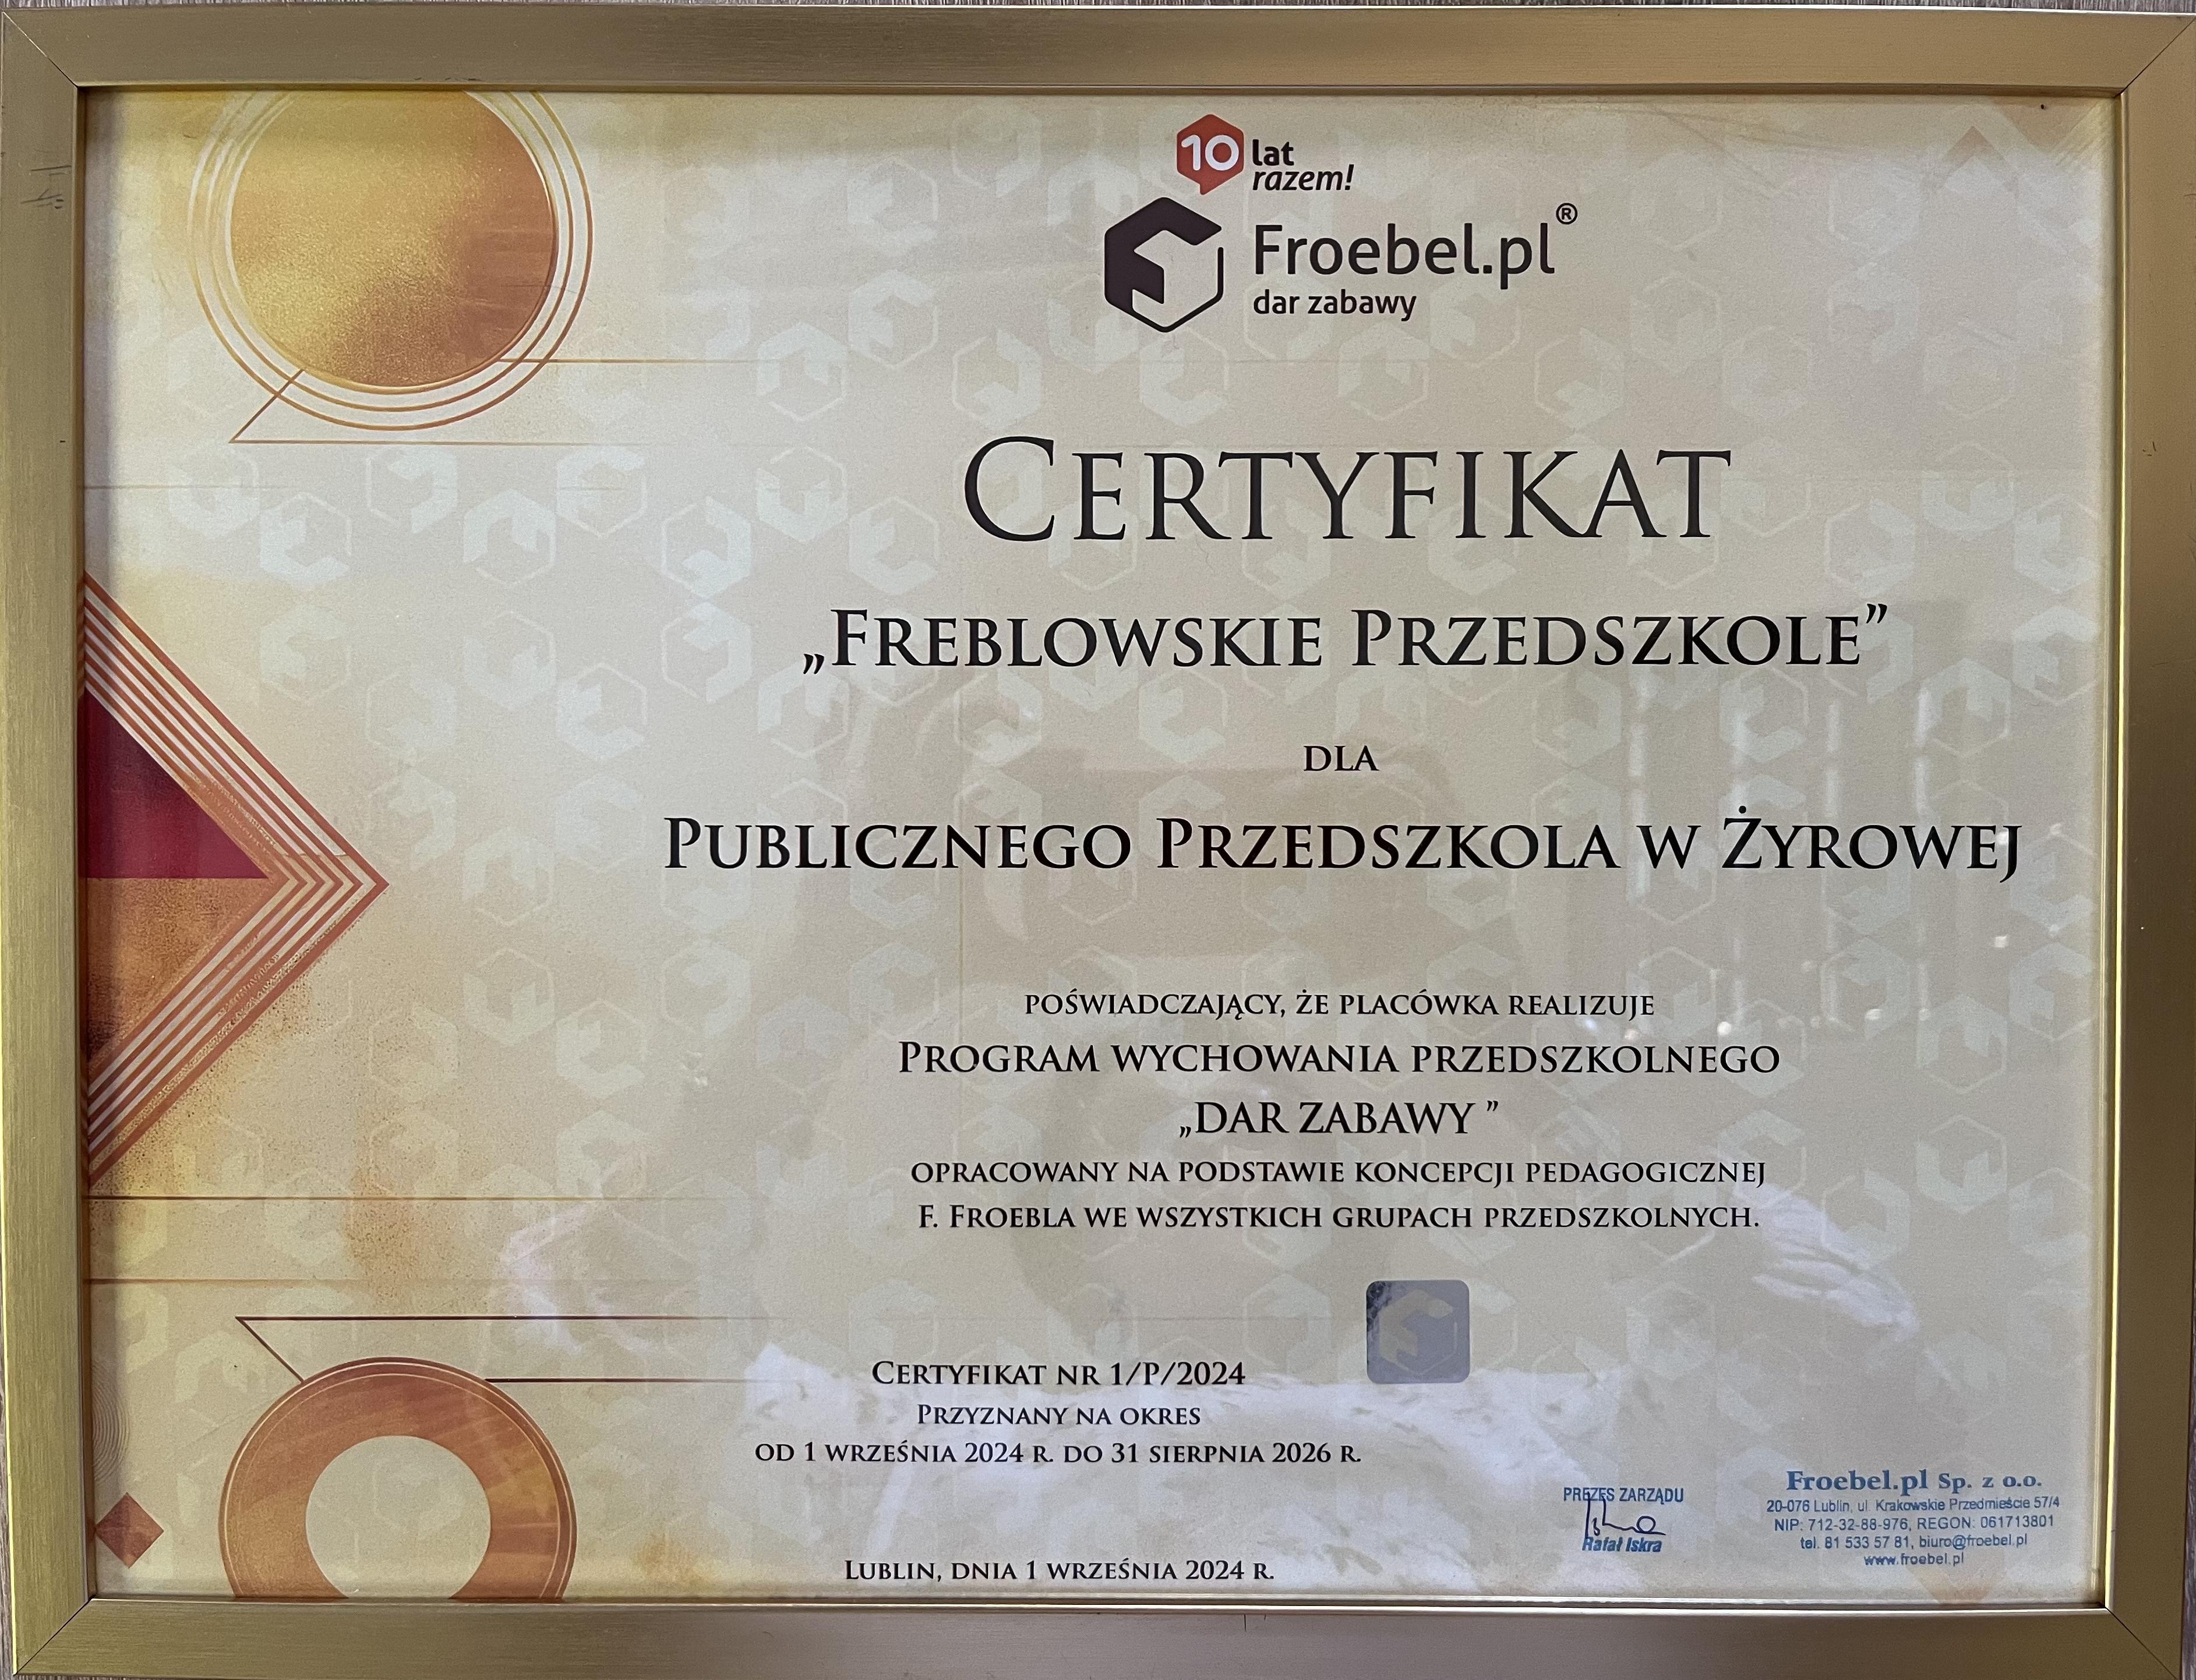 10 lat
razem!
Froebel.pl®
dar zabawy
CERTYFIKAT
„FREBLOWSKIE PRZEDSZKOLE”
DLA
PUBLICZNEGO PRZEDSZKOLA W ŻYROWEJ
POŚWIADCZAJĄCY, ŻE PLACÓWKA REALIZUJE
PROGRAM WYCHOWANIA PRZEDSZKOLNEGO
„DAR ZABAWY ”
OPRACOWANY NA PODSTAWIE KONCEPCJI PEDAGOGICZNEJ
F. FROEBLA WE WSZYSTKICH GRUPACH PRZEDSZKOLNYCH.
CERTYFIKAT NR 1/P/2024
PRZYZNANY NA OKRES
OD 1 WRZEŚNIA 2024 R. DO 31 SIERPNIA 2026 R.
LUBLIN, DNIA 1 WRZEŚNIA 2024 R.
PREZES ZARZĄDU
Rafał Iskra
Froebel.pl Sp. z o.o.
20-076 Lublin, ul. Krakowskie Przedmieście 57/4
NIP: 712-32-88-976, REGON: 061713801
tel. 81 533 57 81, biuro@froebel.pl
www.froebel.pl